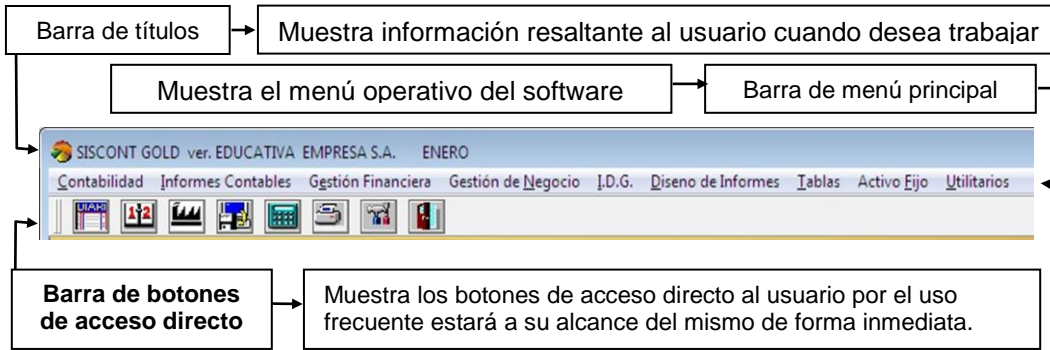 Barra de títulos
Muestra información resaltante al usuario cuando desea trabajar
Muestra el menú operativo del software
Barra de menú principal
SISCONT GOLD ver. EDUCATIVA EMPRESA S.A. ENERO
Contabilidad Informes Contables Gestión Financiera Gestión de Negocio I.D.G. Diseno de Informes Tablas Activo Fijo Utilitarios
DIARI
1 2
Barra de botones
de acceso directo
Muestra los botones de acceso directo al usuario por el uso
frecuente estará a su alcance del mismo de forma inmediata.